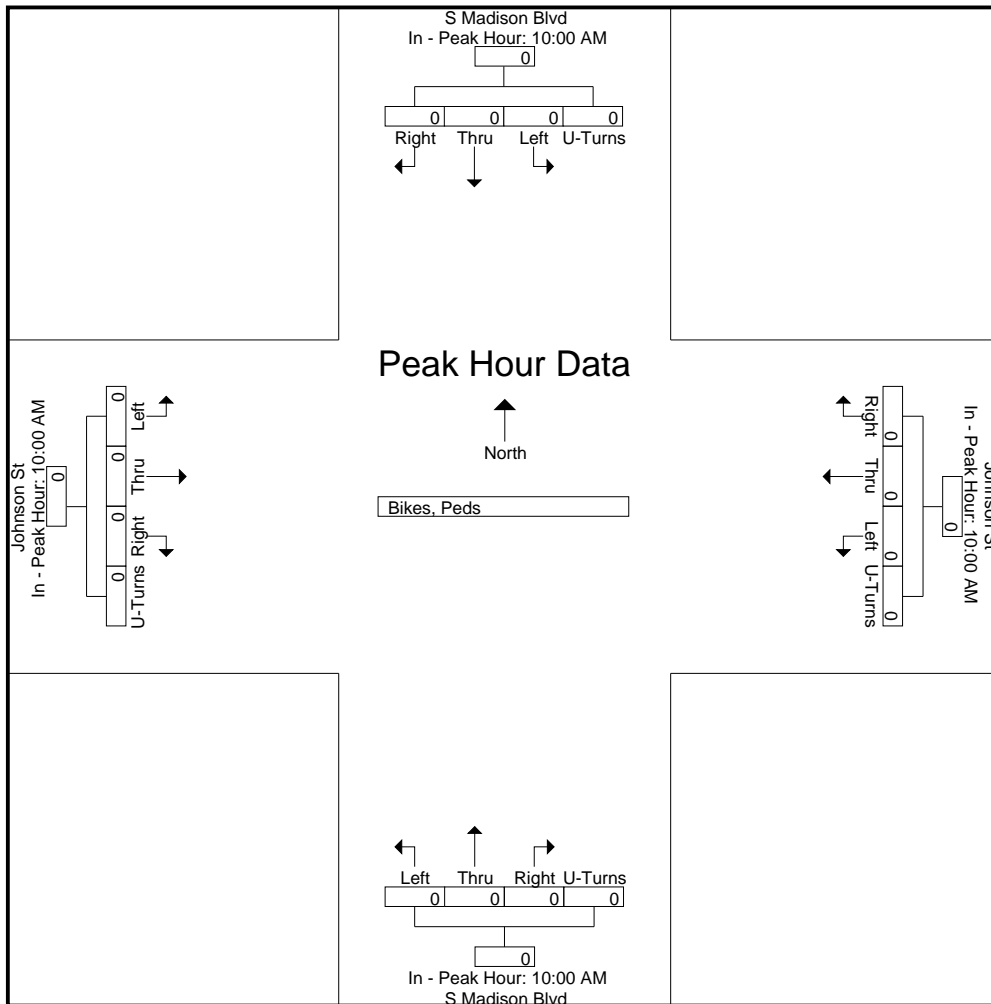 S Madison Blvd
In - Peak Hour: 10:00 AM
0
0 0 0 0
Right Thru Left U-Turns
Peak Hour Data
North
Bikes, Peds
Johnson St
In - Peak Hour: 10:00 AM
0
0 0 0 0
Left Thru Right U-Turns
Johnson St
In - Peak Hour: 10:00 AM
0
0 0 0 0
Right Thru Left U-Turns
Left Thru Right U-Turns
0 0 0 0
0
In - Peak Hour: 10:00 AM
S Madison Blvd